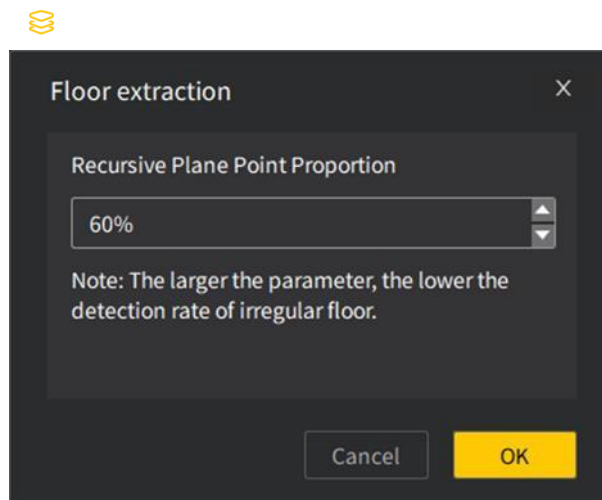 Floor extraction
X
Recursive Plane Point Proportion
60%
Note: The larger the parameter, the lower the
detection rate of irregular floor.
Cancel
OK